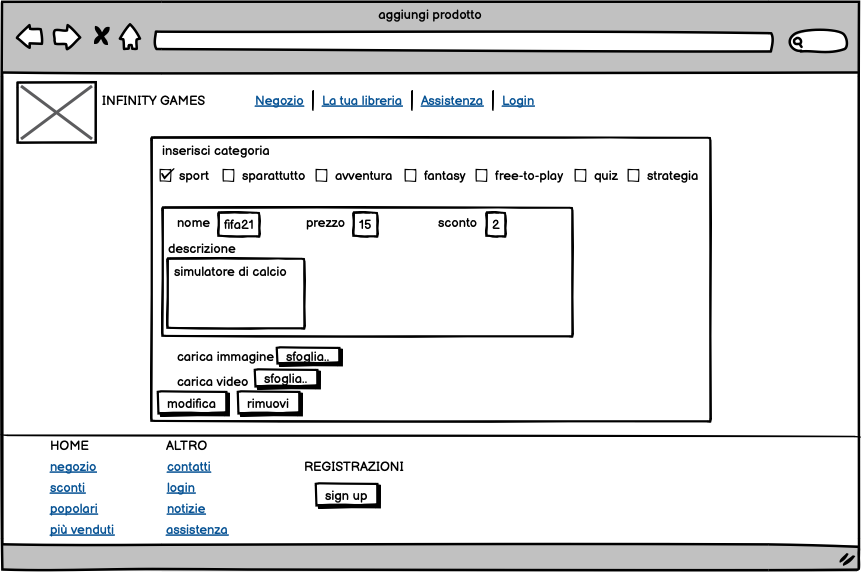 aggiungi prodotto
INFINITY GAMES Negozio La tua libreria Assistenza Login
inserisci categoria
sport sparattutto avventura fantasy free-to-play quiz strategia
nome fifa21 prezzo 15 sconto 2
descrizione
simulatore di calcio
carica immagine sfoglia..
carica video sfoglia..
modifica rimuovi
HOME ALTRO
negozio contatti REGISTRAZIONI
sconti login sign up
popolari notizie
più venduti assistenza